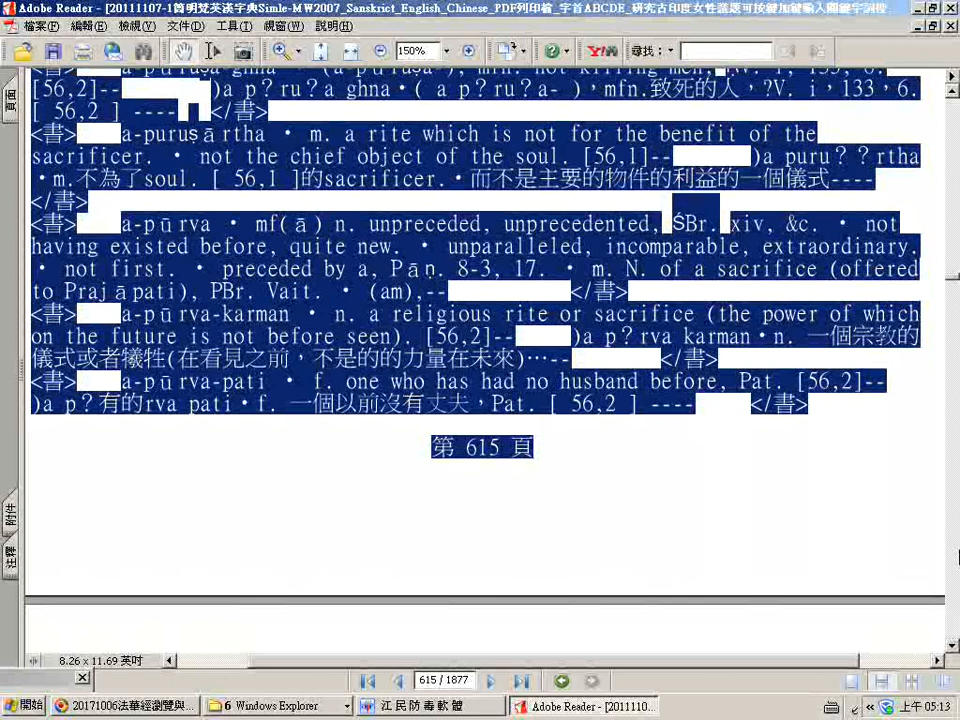 Adobe Reader - [20111107-1簡明梵英漢字典Simle-MW2007_Sanskrict_English_Chinese_PDF列印檔_字首ABCDE_研究古印度女性議題可按鍵加鍵輸入關鍵字詞搜
檔案(F) 編輯(E) 檢視(V) 文件(D) 工具(T) 視窗(W) 說明(H)
150% 尋找：
頁面
[56,2]-- )a p?ru?a ghna・( a p?ru?a- )，mfn.致死的人，?V. i，133，6.
[ 56,2 ] ---- </書>
<書> a-puruṣārtha ・ m. a rite which is not for the benefit of the
sacrificer. ・ not the chief object of the soul. [56,1]-- )a puru??rtha
・m.不為了soul. [ 56,1 ]的sacrificer.・而不是主要的物件的利益的一個儀式----
</書>
<書> a-pūrva ・ mf(ā) n. unpreceded, unprecedented, ŚBr. xiv, &c. ・ not
having existed before, quite new. ・ unparalleled, incomparable, extraordinary.
・ not first. ・ preceded by a, Pāṇ. 8-3, 17. ・ m. N. of a sacrifice (offered
to Prajāpati), PBr. Vait. ・ (am),-- </書>
<書> a-pūrva-karman ・ n. a religious rite or sacrifice (the power of which
on the future is not before seen). [56,2]-- )a p?rva karman・n. 一個宗教的
儀式或者犧牲(在看見之前，不是的的力量在未來)…-- </書>
<書> a-pūrva-pati ・ f. one who has had no husband before, Pat. [56,2]--
)a p?有的rva pati・f. 一個以前沒有丈夫，Pat. [ 56,2 ] ---- </書>
第 615 頁
附件
注釋
8.26 x 11.69 英吋
615 / 1877
開始 20171006法華經瀏覽與... 6 Windows Explorer 江民防毒軟體 Adobe Reader - [2011110... 上午 05:13